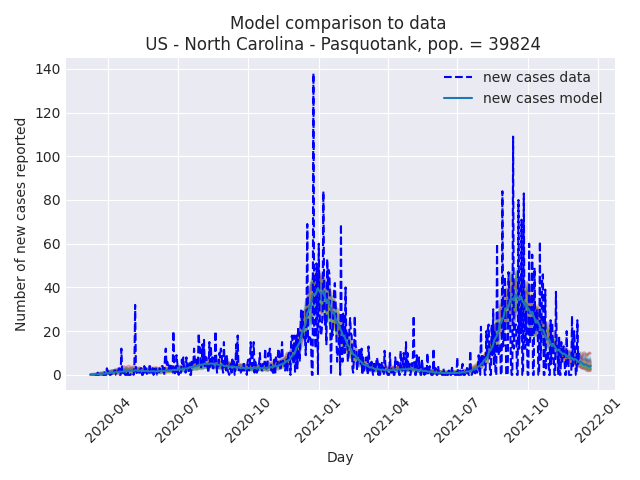 Model comparison to data
US - North Carolina - Pasquotank, pop. = 39824
140
120
100
80
60
40
20
0
Number of new cases reported
new cases data
new cases model
2020-04
2020-07
2020-10
2021-01
2021-04
2021-07
2021-10
2022-01
Day